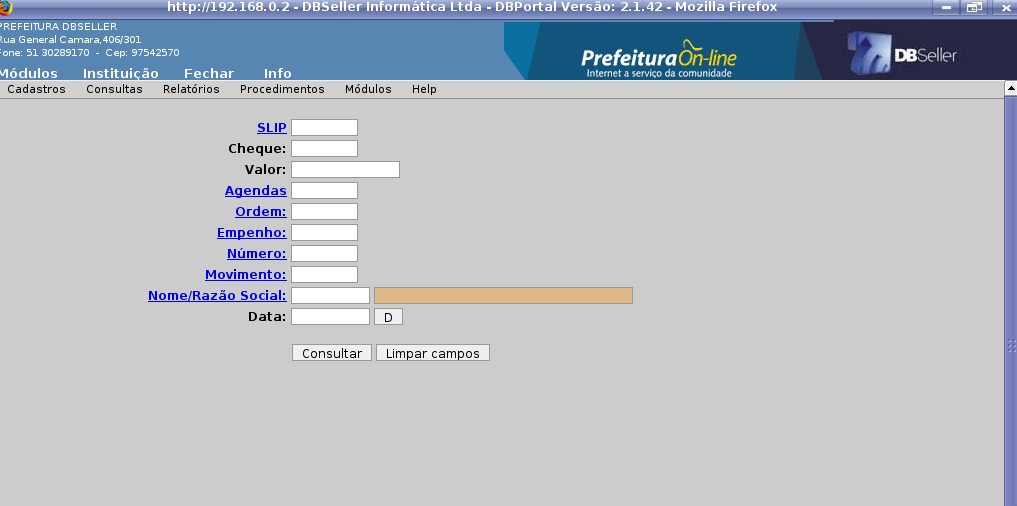 http://192.168.0.2 - DBSeller Informática Ltda - DBPortal Versão: 2.1.42 - Mozilla Firefox
PREFEITURA DBSELLER
Rua General Camara,406/301
Fone: 51 30289170 - Cep: 97542570
Módulos Instituição Fechar Info
Prefeitura On-line
Internet a serviço da comunidade
DBSeller
Cadastros Consultas Relatórios Procedimentos Módulos Help
SLIP
Cheque:
Valor:
Agendas
Ordem:
Empenho:
Número:
Movimento:
Nome/Razão Social:
Data: D
Consultar Limpar campos